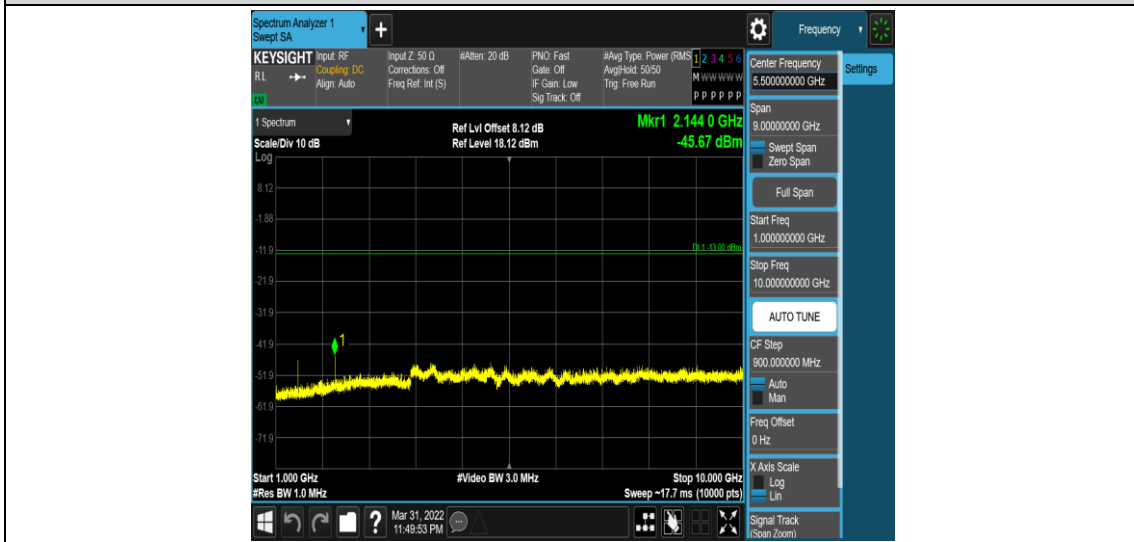 Spectrum Analyzer 1
Swept SA
+
Frequency
KEYSIGHT
RL
LXI
Input: RF
Coupling: DC
Align: Auto
Input Z: 50 Ω
Corrections: Off
Freq Ref: Int (S)
#Atten: 20 dB
PNO: Fast
Gate: Off
IF Gain: Low
Sig Track: Off
#Avg Type: Power (RMS
Avg|Hold: 50/50
Trig: Free Run
1 2 3 4 5 6
M W W W W W
P P P P P P
Center Frequency
5.500000000 GHz
Settings
1 Spectrum
Scale/Div 10 dB
Log
Ref Lvl Offset 8.12 dB
Ref Level 18.12 dBm
Mkr1 2.144 0 GHz
-45.67 dBm
Span
9.00000000 GHz
Swept Span
Zero Span
Full Span
Start Freq
1.000000000 GHz
Stop Freq
10.000000000 GHz
AUTO TUNE
CF Step
900.000000 MHz
Auto
Man
Freq Offset
0 Hz
X Axis Scale
Log
Lin
Signal Track
(Span Zoom)
8.12
-1.88
-11.9
DL1 -13.00 dBm
-21.9
-31.9
-41.9
1
-51.9
-61.9
-71.9
Start 1.000 GHz
#Res BW 1.0 MHz
#Video BW 3.0 MHz
Stop 10.000 GHz
Sweep ~17.7 ms (10000 pts)
?
Mar 31, 2022
11:49:53 PM